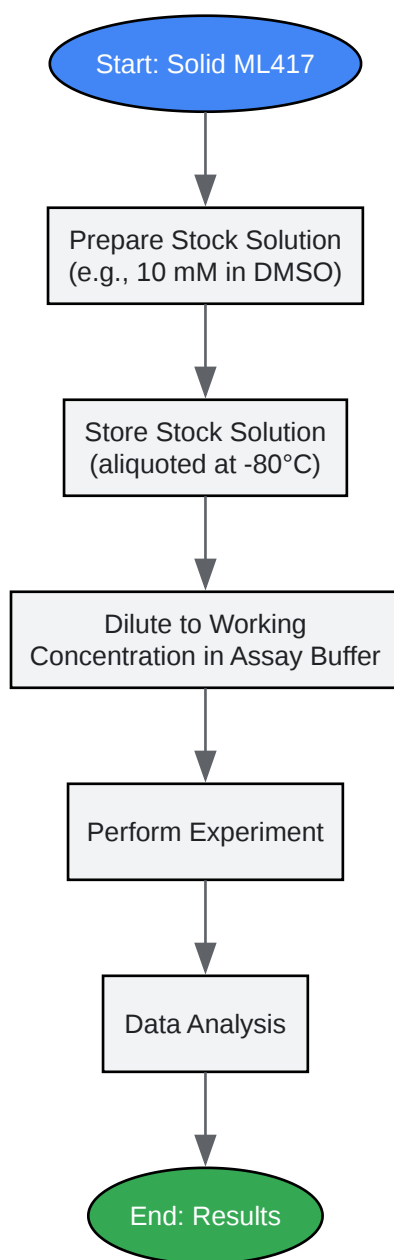 Start: Solid ML417
Prepare Stock Solution
(e.g., 10 mM in DMSO)
Store Stock Solution
(aliquoted at -80°C)
Dilute to Working
Concentration in Assay Buffer
Perform Experiment
Data Analysis
End: Results